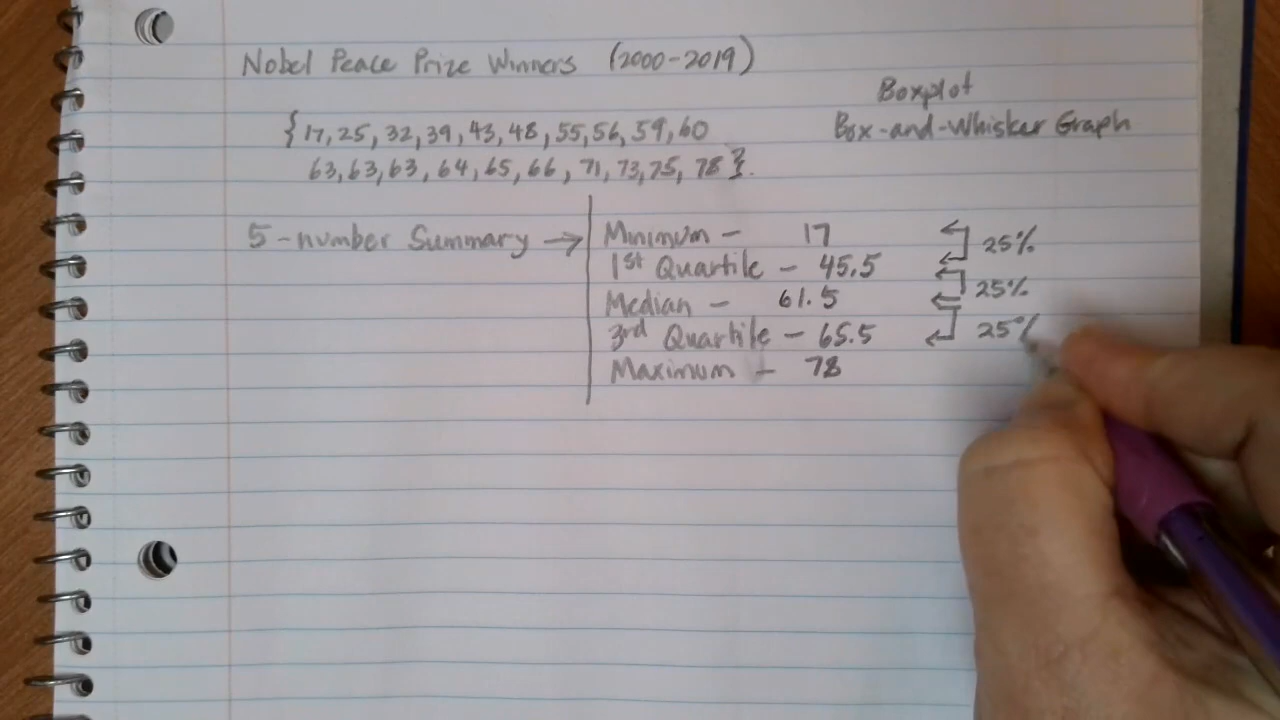 Nobel Peace Prize Winners (2000-2019)
Boxplot
Box-and-Whisker Graph
{17, 25, 32, 39, 43, 48, 55, 56, 59, 60
63, 63, 63, 64, 65, 66, 71, 73, 75, 78}.
5-number Summary →
Minimum - 17
1st Quartile - 45.5
Median - 61.5
3rd Quartile - 65.5
Maximum - 78
25%
25%
25%